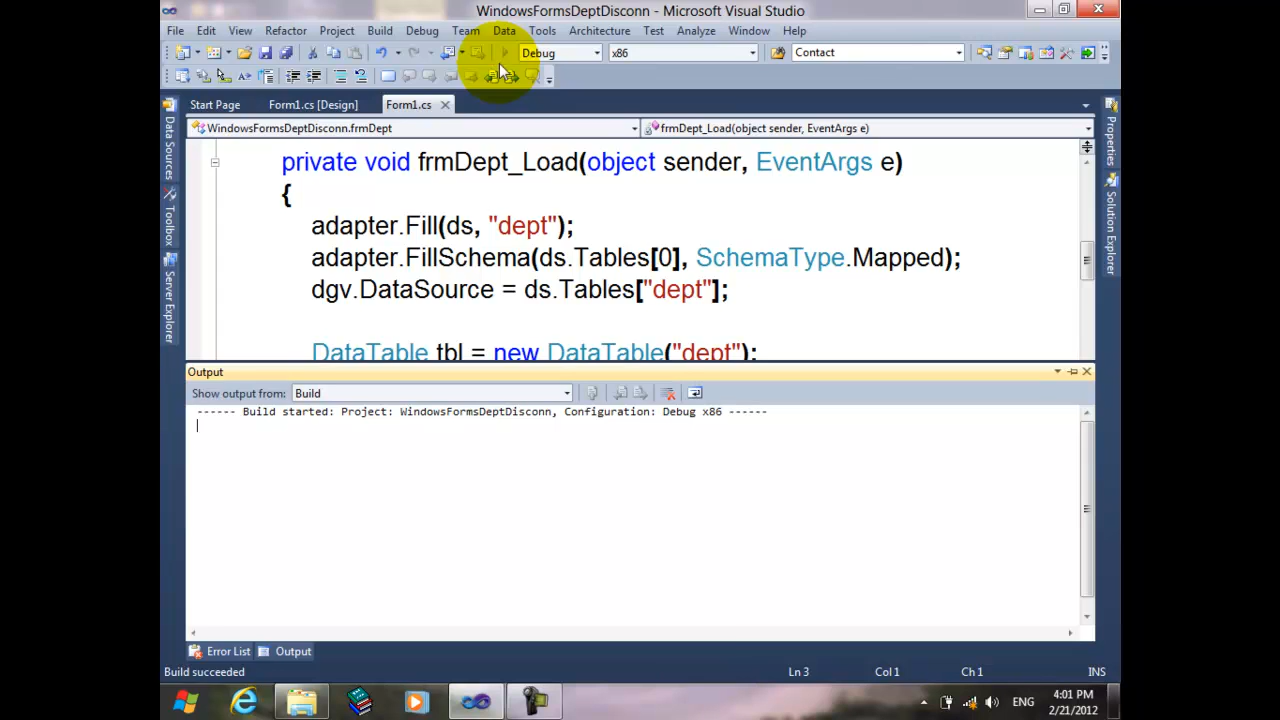 WindowsFormsDeptDisconn - Microsoft Visual Studio
File Edit View Refactor Project Build Debug Team Data Tools Architecture Test Analyze Window Help
Debug x86 Contact
Start Page Form1.cs [Design] Form1.cs
WindowsFormsDeptDisconn.frmDept frmDept_Load(object sender, EventArgs e)
private void frmDept_Load(object sender, EventArgs e)
{
adapter.Fill(ds, "dept");
adapter.FillSchema(ds.Tables[0], SchemaType.Mapped);
dgv.DataSource = ds.Tables["dept"];
DataTable tbl = new DataTable("dept");
Data Sources
Toolbox
Server Explorer
Properties
Solution Explorer
Output
Show output from: Build
------ Build started: Project: WindowsFormsDeptDisconn, Configuration: Debug x86 ------
Error List Output
Build succeeded Ln 3 Col 1 Ch 1 INS
ENG 4:01 PM
2/21/2012